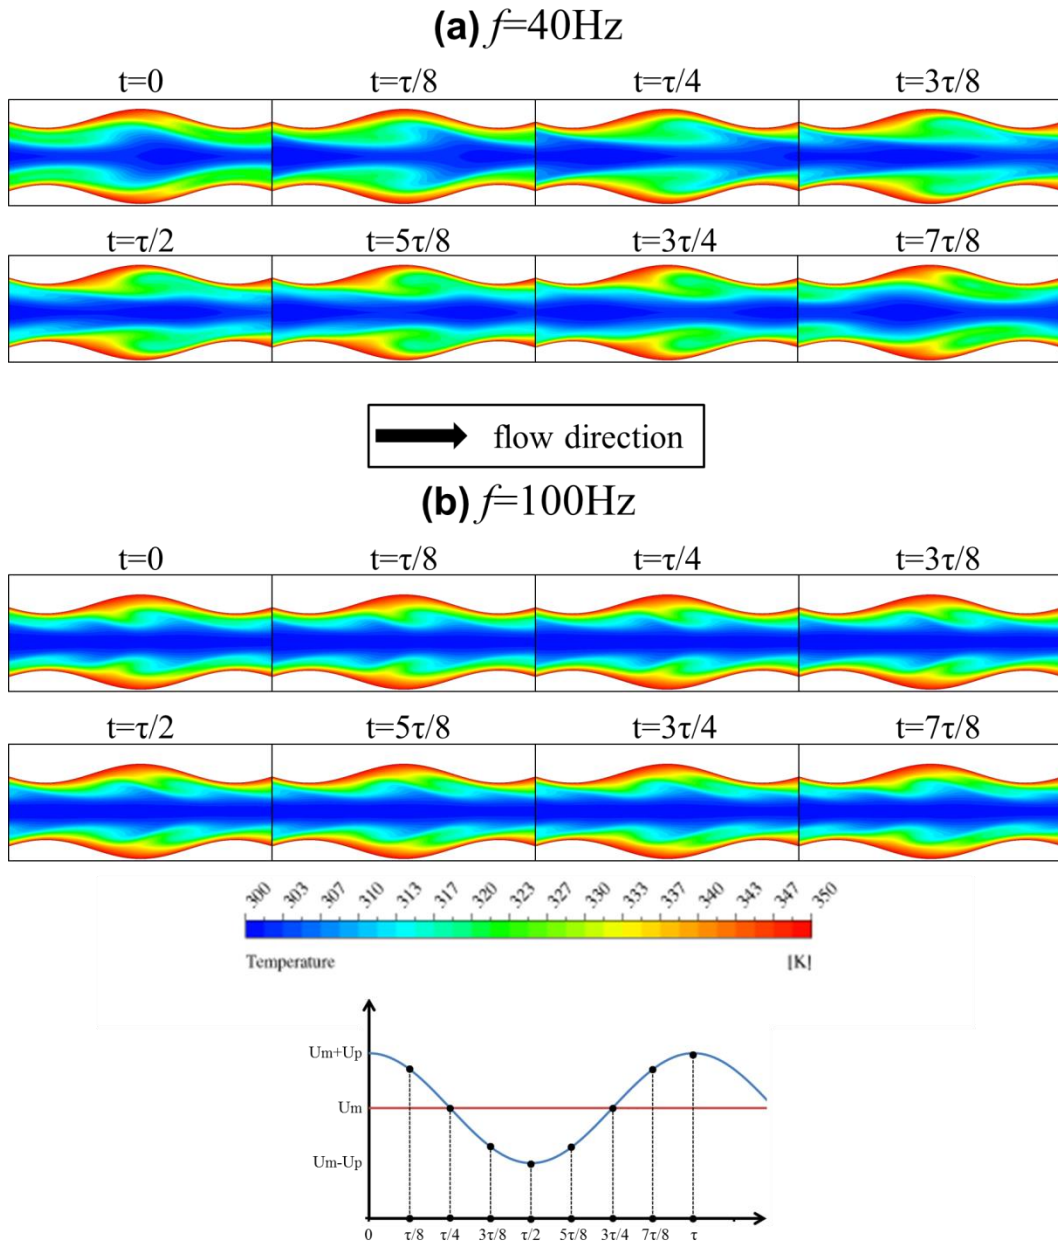 (a) f=40Hz
t=0 t=τ/8 t=τ/4 t=3τ/8
t=τ/2 t=5τ/8 t=3τ/4 t=7τ/8
flow direction
(b) f=100Hz
t=0 t=τ/8 t=τ/4 t=3τ/8
t=τ/2 t=5τ/8 t=3τ/4 t=7τ/8
300 303 307 310 313 317 320 323 327 330 333 337 340 343 347 350
Temperature [K]
Um+Up
Um
Um-Up
0 τ/8 τ/4 3τ/8 τ/2 5τ/8 3τ/4 7τ/8 τ